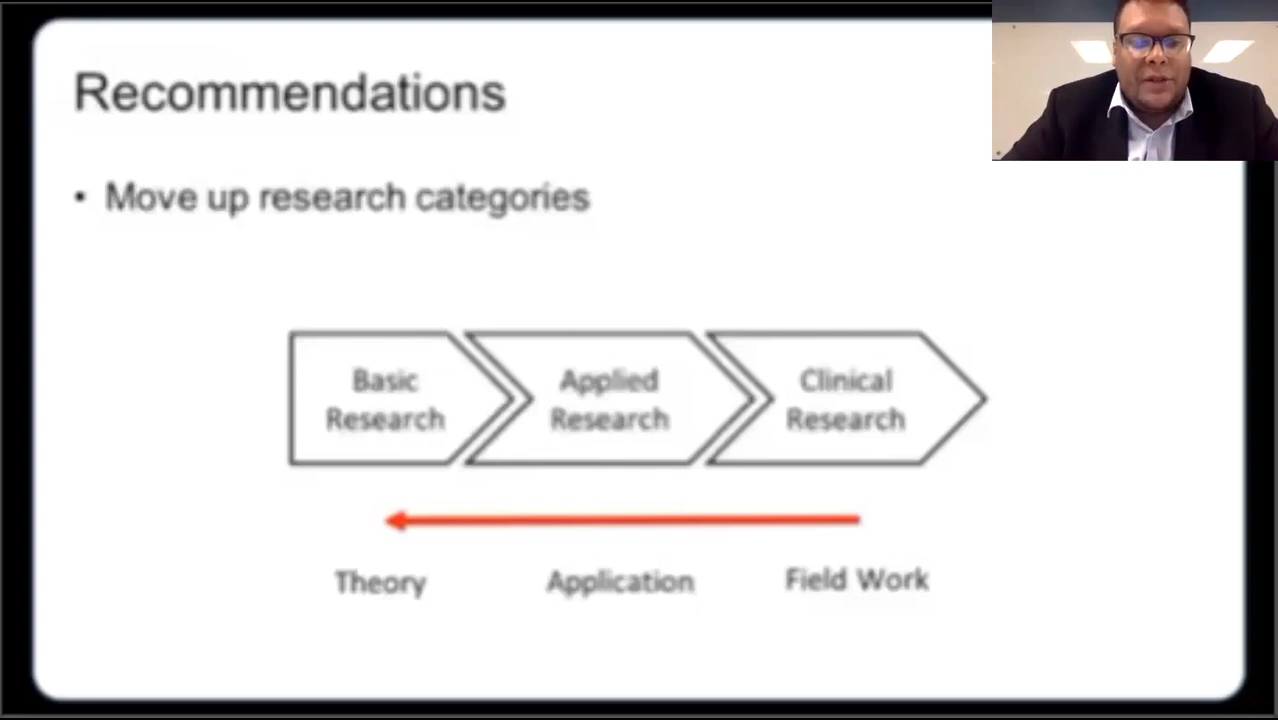 Recommendations
• Move up research categories
Basic
Research
Applied
Research
Clinical
Research
Theory
Application
Field Work